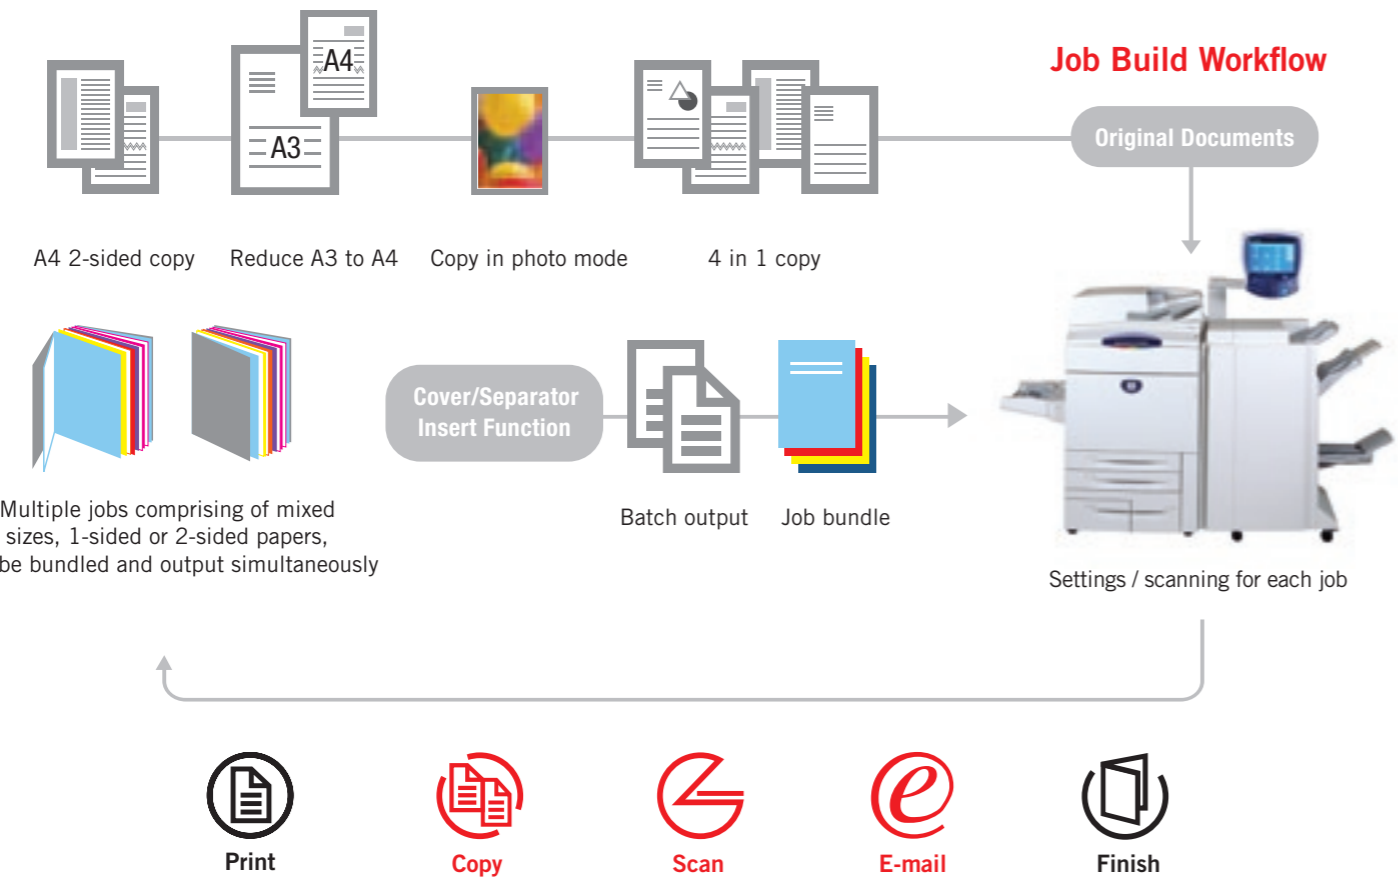 Job Build Workflow
Original Documents
A4
A3
A4 2-sided copy
Reduce A3 to A4
Copy in photo mode
4 in 1 copy
Cover/Separator
Insert Function
Batch output
Job bundle
Multiple jobs comprising of mixed
sizes, 1-sided or 2-sided papers,
be bundled and output simultaneously
Settings / scanning for each job
Print
Copy
Scan
E-mail
Finish